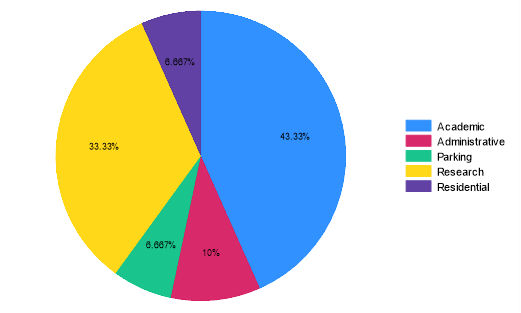 6.667%
43.33%
33.33%
6.667%
10%
Academic
Administrative
Parking
Research
Residential